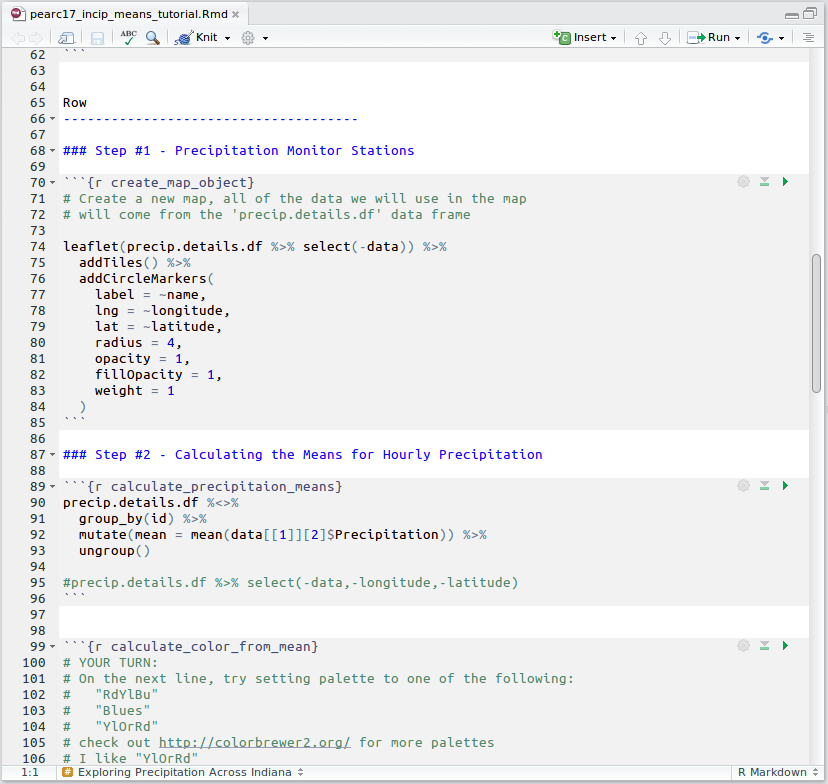 pearc17_incip_means_tutorial.Rmd
ABC Knit Insert Run
62 ```
63
64
65 Row
66 -------------------------------------
67
68 ### Step #1 - Precipitation Monitor Stations
69
70 ```{r create_map_object}
71 # Create a new map, all of the data we will use in the map
72 # will come from the 'precip.details.df' data frame
73
74 leaflet(precip.details.df %>% select(-data)) %>%
75   addTiles() %>%
76   addCircleMarkers(
77     label = ~name,
78     lng = ~longitude,
79     lat = ~latitude,
80     radius = 4,
81     opacity = 1,
82     fillOpacity = 1,
83     weight = 1
84   )
85 ```
86
87 ### Step #2 - Calculating the Means for Hourly Precipitation
88
89 ```{r calculate_precipitaion_means}
90 precip.details.df %<>%
91   group_by(id) %>%
92   mutate(mean = mean(data[[1]][2]$Precipitation)) %>%
93   ungroup()
94
95 #precip.details.df %>% select(-data,-longitude,-latitude)
96 ```
97
98
99 ```{r calculate_color_from_mean}
100 # YOUR TURN:
101 # On the next line, try setting palette to one of the following:
102 #   "RdYlBu"
103 #   "Blues"
104 #   "YlOrRd"
105 # check out http://colorbrewer2.org/ for more palettes
106 # I like "YlOrRd"
1:1 # Exploring Precipitation Across Indiana R Markdown